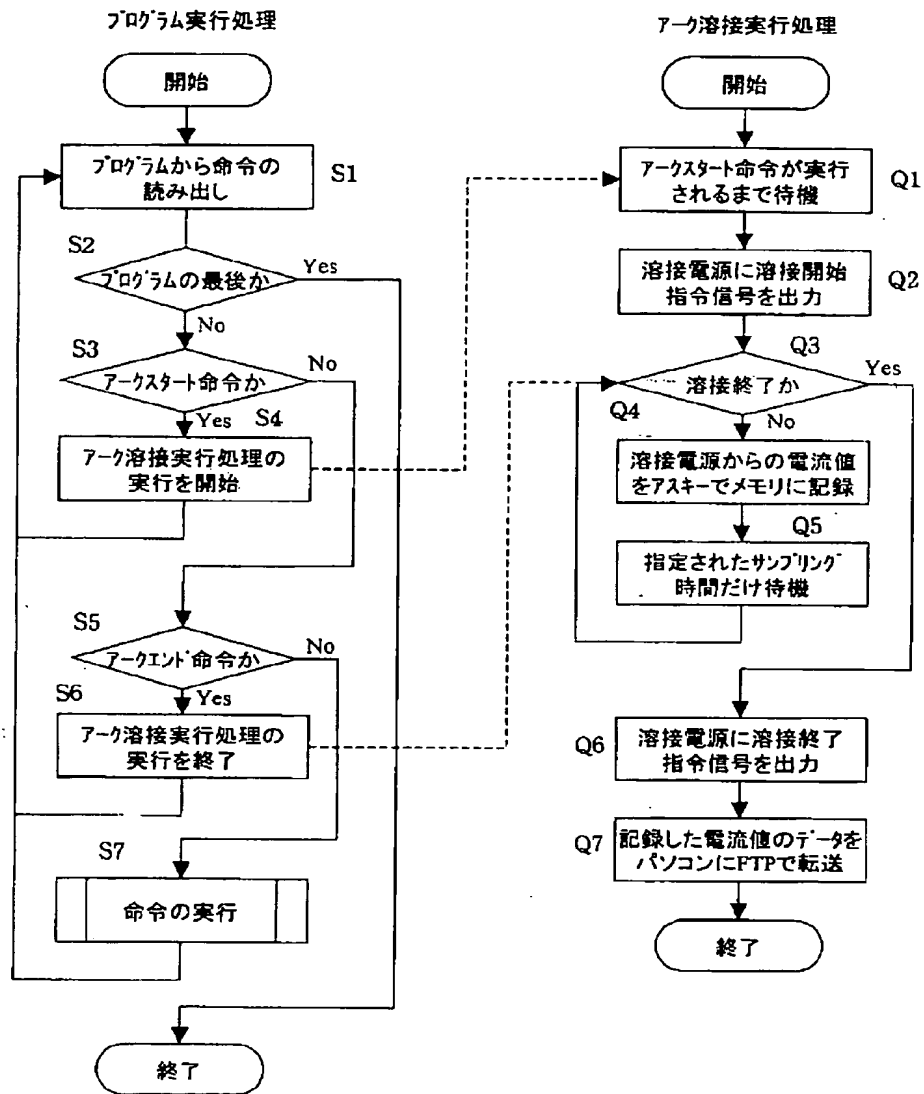 プログラム実行処理
開始
プログラムから命令の
読み出し
S1
S2
プログラムの最後か
Yes
No
S3
アークスタート命令か
No
Yes
S4
アーク溶接実行処理の
実行を開始
S5
アークエンド命令か
No
Yes
S6
アーク溶接実行処理の
実行を終了
S7
命令の実行
終了
アーク溶接実行処理
開始
アークスタート命令が実行
されるまで待機
Q1
溶接電源に溶接開始
指令信号を出力
Q2
Q3
溶接終了か
Yes
Q4
No
溶接電源からの電流値
をアスキーでメモリに記録
Q5
指定されたサンプリング
時間だけ待機
Q6
溶接電源に溶接終了
指令信号を出力
Q7
記録した電流値のデータを
パソコンにFTPで転送
終了